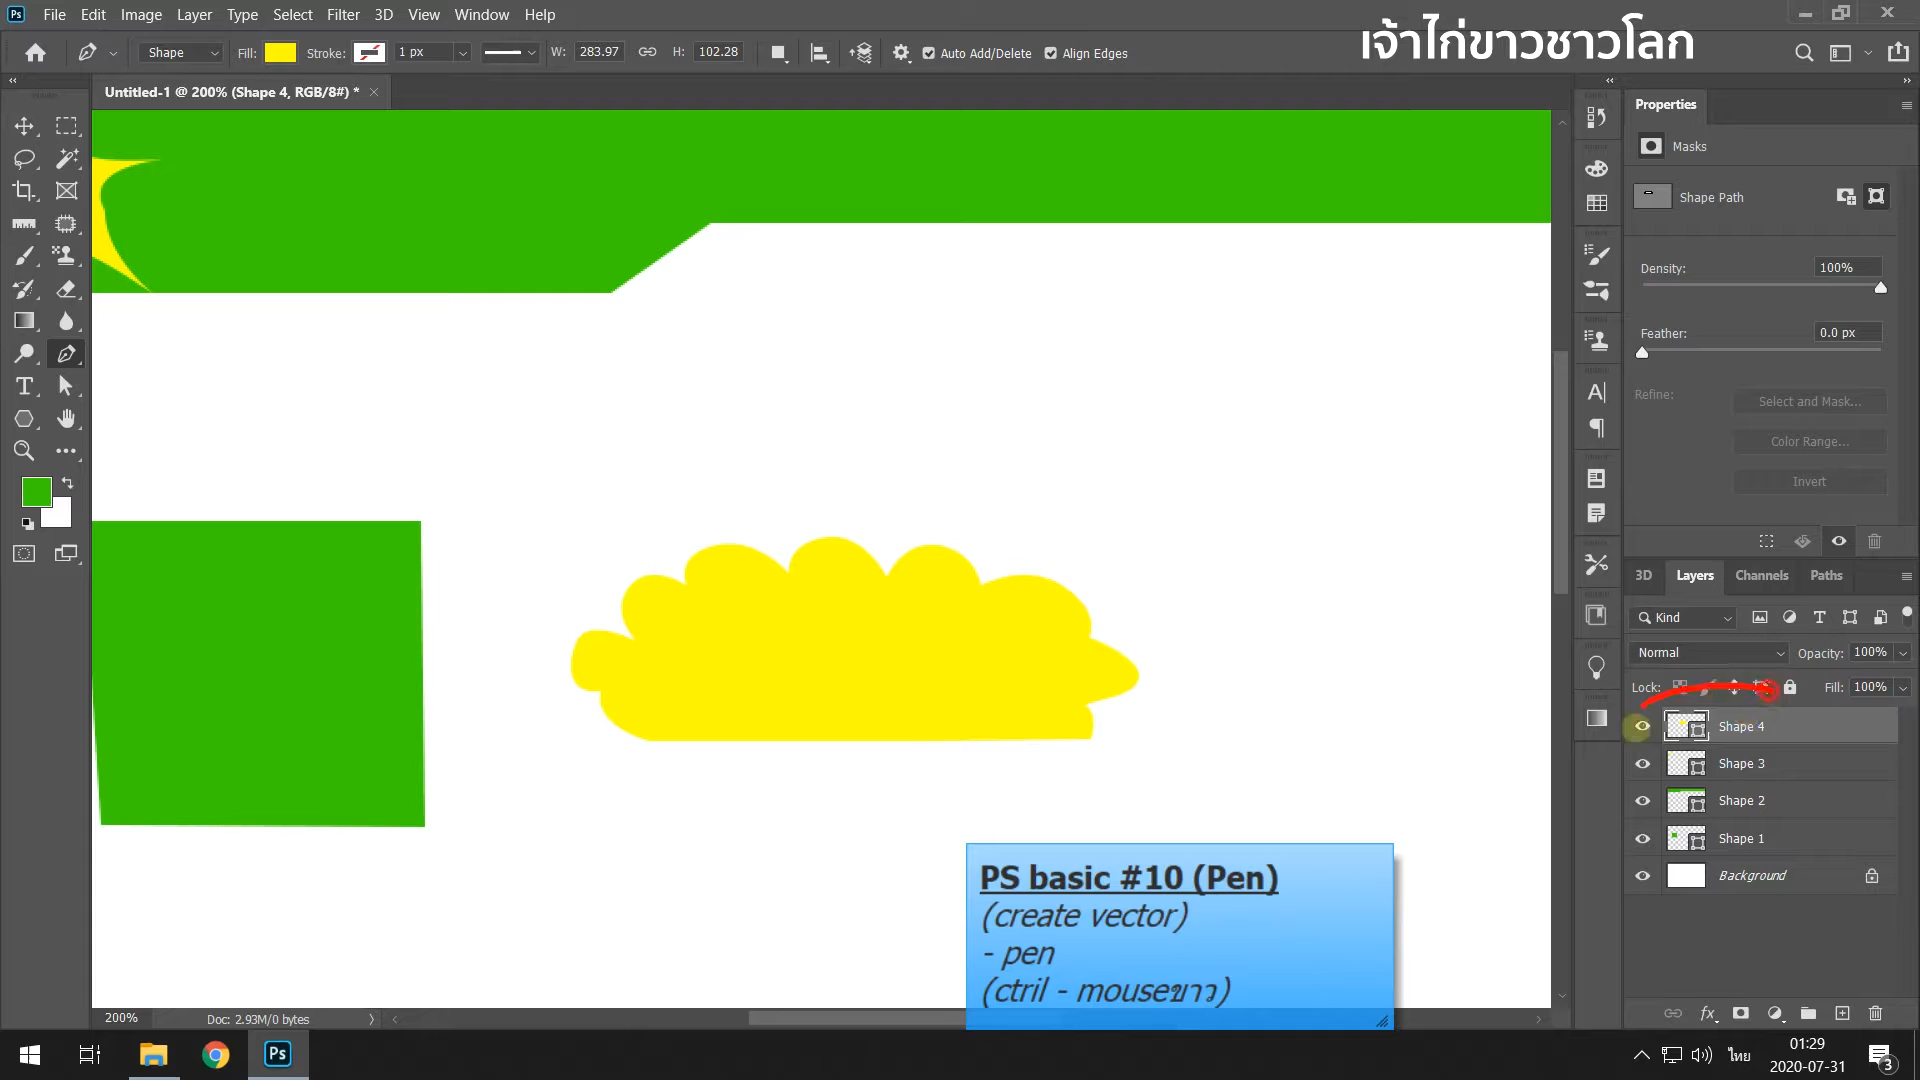 Ps File Edit Image Layer Type Select Filter 3D View Window Help
เจ้าไก่ขาวชาวโลก
Shape Fill: Stroke: 1 px W: 283.97 H: 102.28 Auto Add/Delete Align Edges
Untitled-1 @ 200% (Shape 4, RGB/8#) *
Properties
Masks
Shape Path
Density: 100%
Feather: 0.0 px
Refine: Select and Mask...
Color Range...
Invert
3D Layers Channels Paths
Kind
Normal Opacity: 100%
Lock: Fill: 100%
Shape 4
Shape 3
Shape 2
Shape 1
Background
PS basic #10 (Pen)
(create vector)
- pen
(ctril - mouseขาว)
200% Doc: 2.93M/0 bytes
Ps
ไทย
01:29
2020-07-31
3